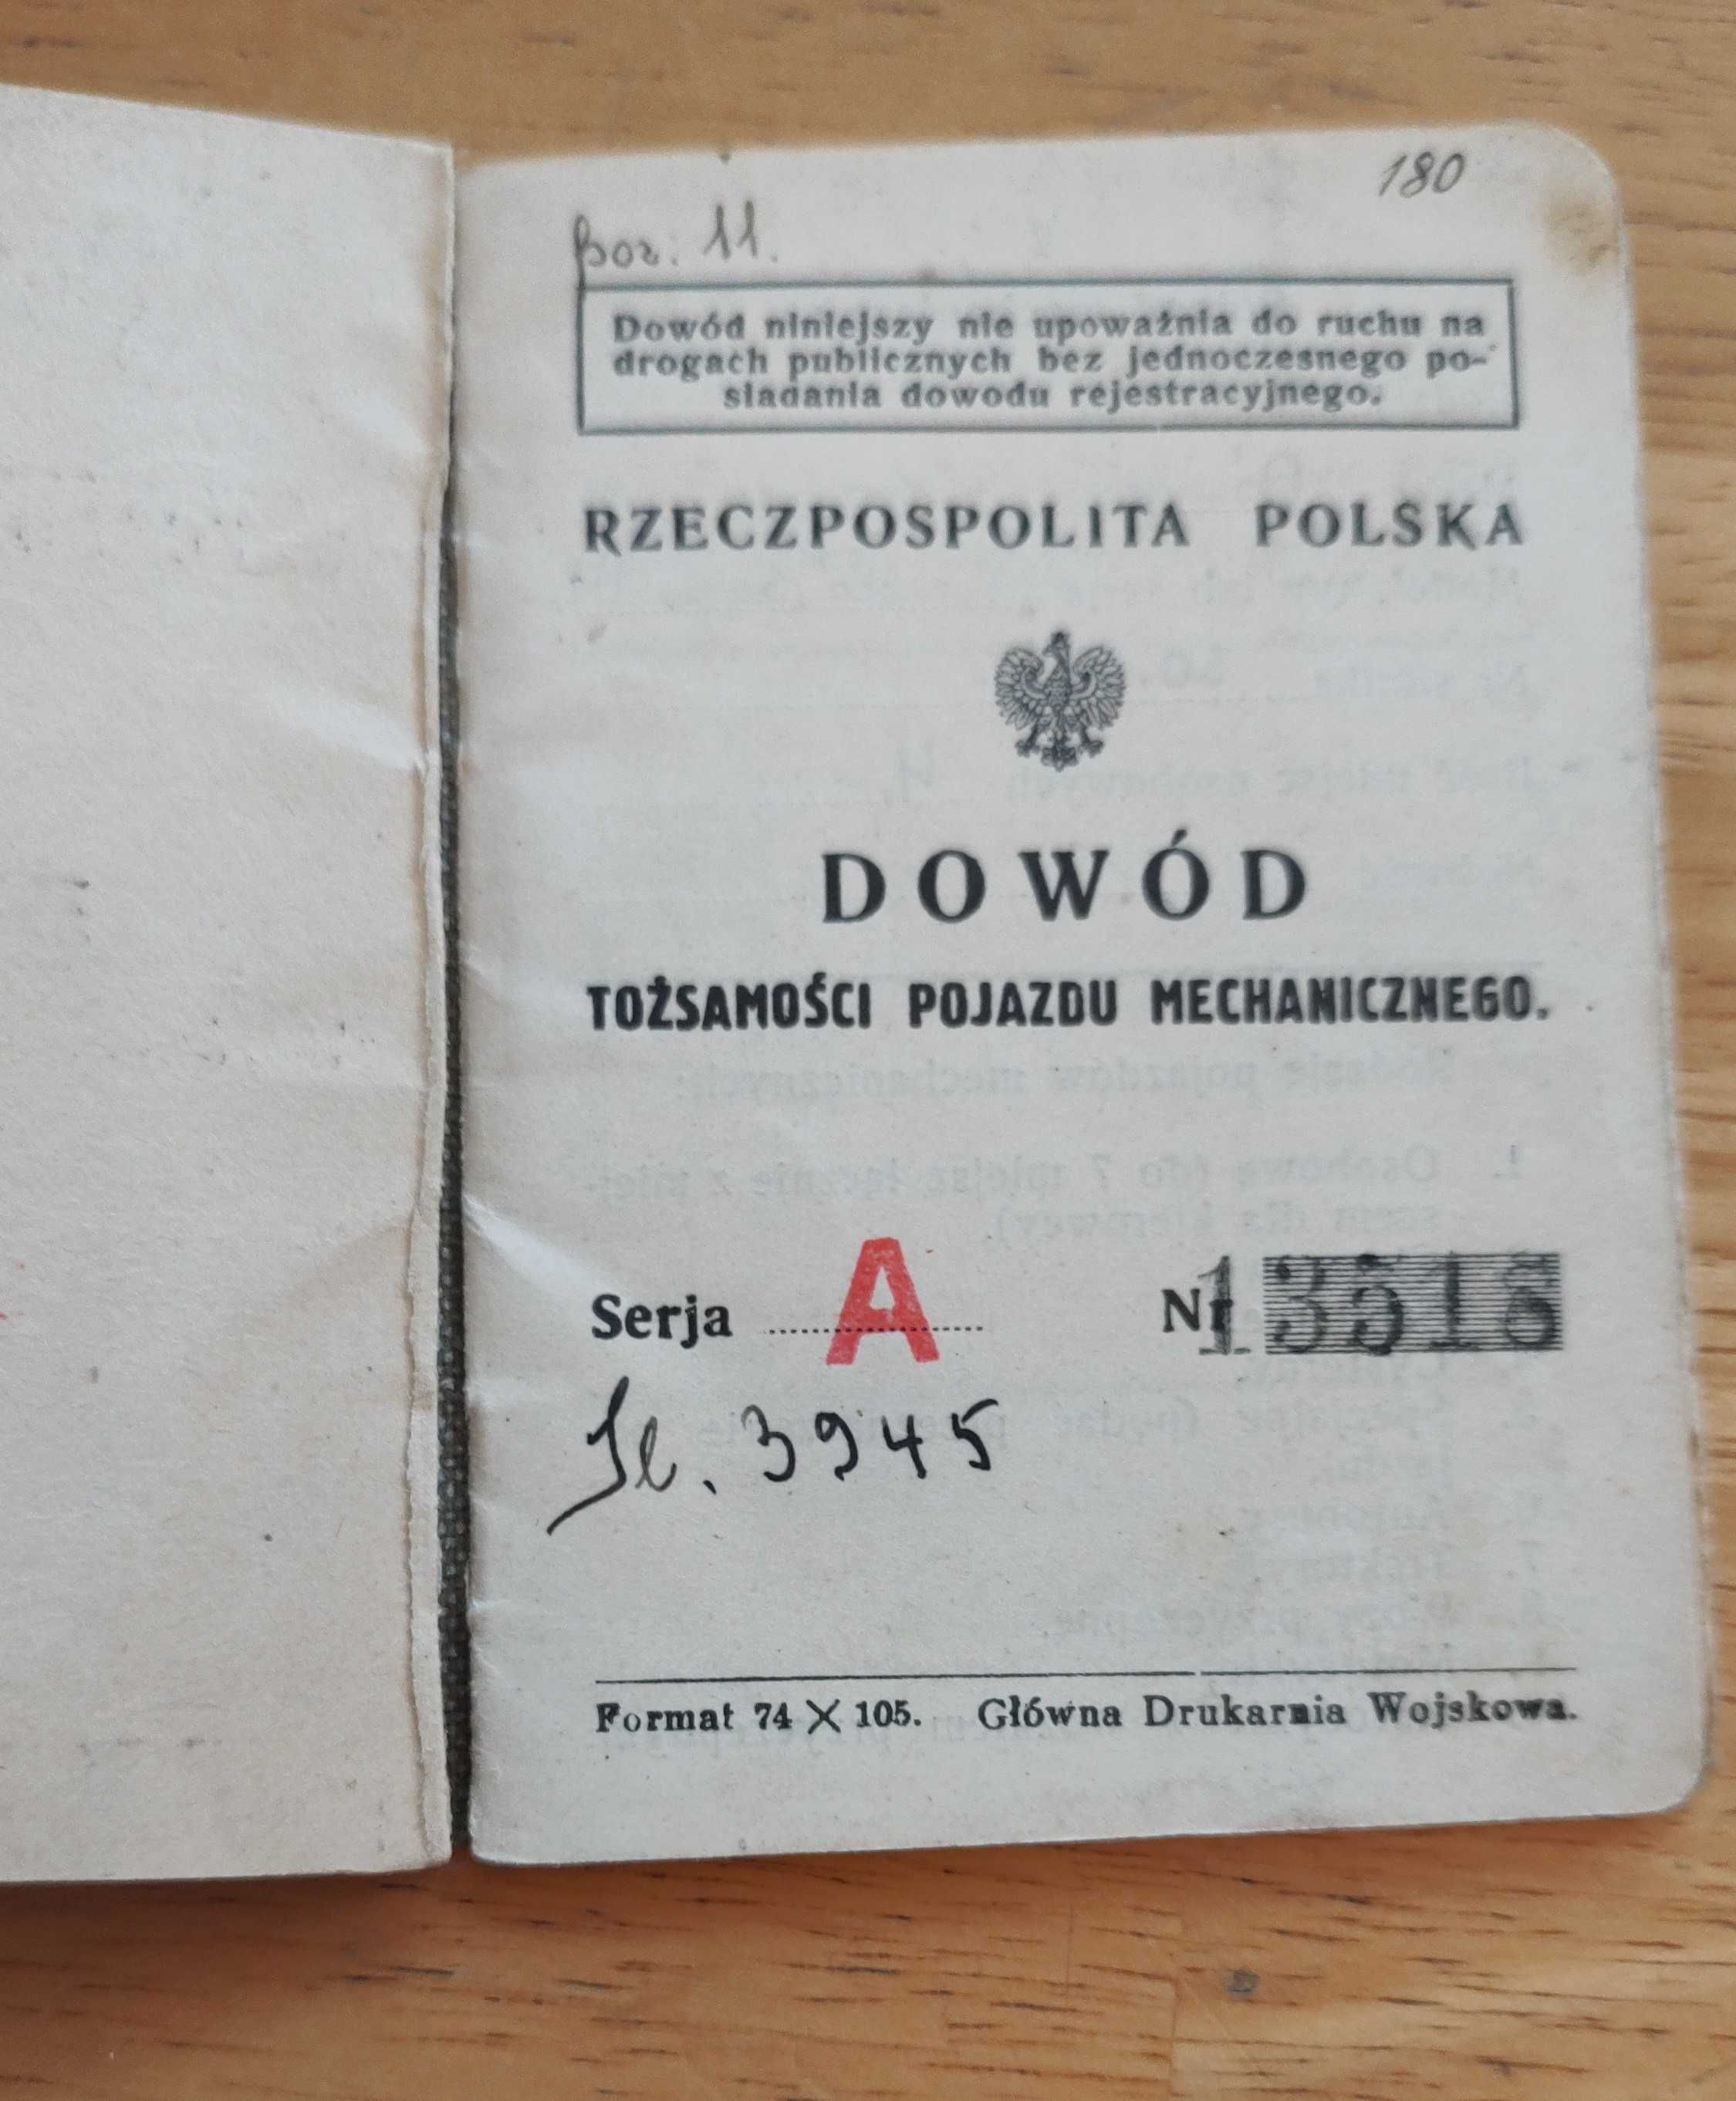 180
poz. 11.
Dowód niniejszy nie upoważnia do ruchu na
drogach publicznych bez jednoczesnego po-
siadania dowodu rejestracyjnego.
RZECZPOSPOLITA POLSKA
DOWÓD
TOŻSAMOŚCI POJAZDU MECHANICZNEGO.
Serja A Nr 13518
Sl. 3945
Format 74 X 105. Główna Drukarnia Wojskowa.